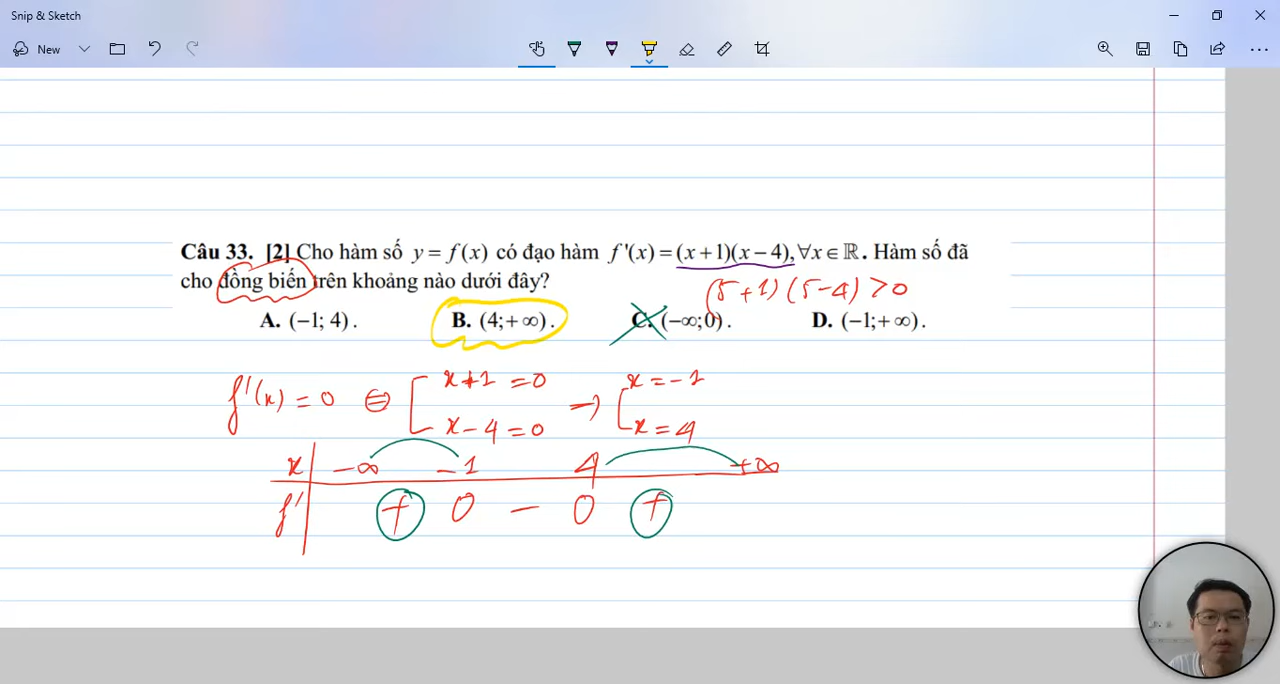 Snip & Sketch
New
Câu 33. [2] Cho hàm số y = f(x) có đạo hàm f'(x) = (x+1)(x−4), ∀x ∈ ℝ. Hàm số đã
cho đồng biến trên khoảng nào dưới đây?
(5+1)(5-4) > 0
A. (−1; 4). B. (4; +∞). C. (−∞; 0). D. (−1; +∞).
f'(x) = 0 ⇔ [ x+1 = 0 → [ x = -1
x - 4 = 0 x = 4
x -∞ -1 4 +∞
f' + 0 - 0 +